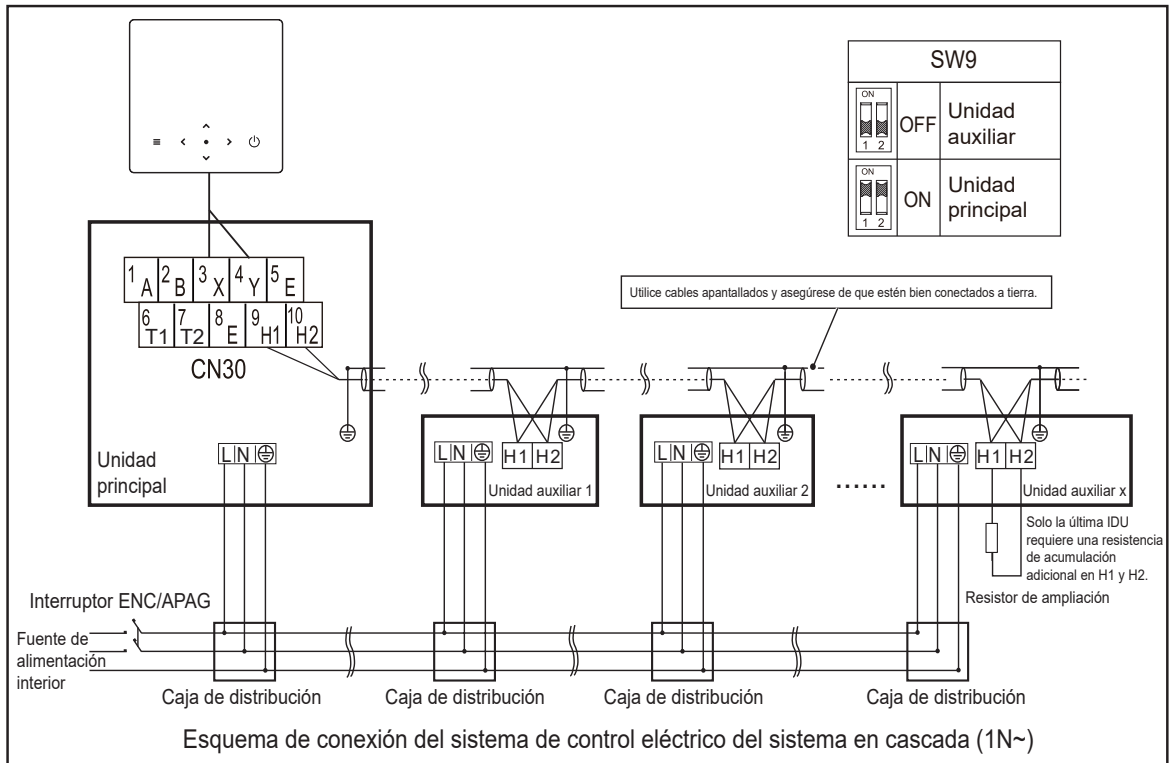 SW9
ON
1 2
OFF
Unidad
auxiliar
ON
1 2
ON
Unidad
principal
1 A 2 B 3 X 4 Y 5 E
6 T1 7 T2 8 E 9 H1 10 H2
CN30
Utilice cables apantallados y asegúrese de que estén bien conectados a tierra.
Unidad
principal
L N
L N
H1 H2
Unidad auxiliar 1
L N
H1 H2
Unidad auxiliar 2
......
L N
H1 H2
Unidad auxiliar x
Solo la última IDU
requiere una resistencia
de acumulación
adicional en H1 y H2.
Resistor de ampliación
Interruptor ENC/APAG
Fuente de
alimentación
interior
Caja de distribución
Caja de distribución
Caja de distribución
Caja de distribución
Esquema de conexión del sistema de control eléctrico del sistema en cascada (1N~)